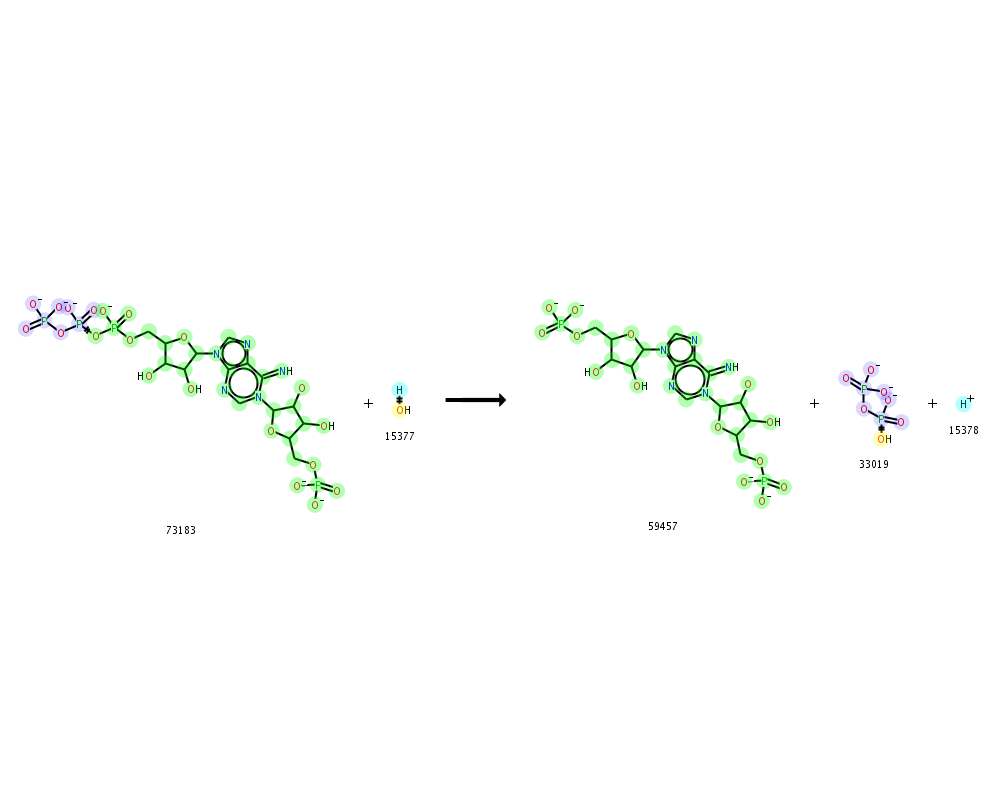 O⁻ O⁻ O⁻ O O⁻ O
O P O P O P O O
HO OH N N N N NH O
O OH O O⁻ P O O⁻
73183
+
H
OH
15377
O⁻ O⁻ O P O O
HO OH N N N N NH O
O OH O O⁻ P O O⁻
59457
+
O O⁻ P O⁻ O⁻ O P O
OH
33019
+
H⁺
15378